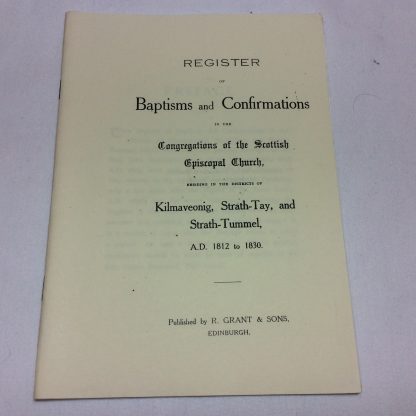 REGISTER
OF
Baptisms and Confirmations
IN THE
Congregations of the Scottish
Episcopal Church,
RESIDING IN THE DISTRICTS OF
Kilmaveonig, Strath-Tay, and
Strath-Tummel,
A.D. 1812 to 1830.
Published by R. GRANT & SONS,
EDINBURGH.